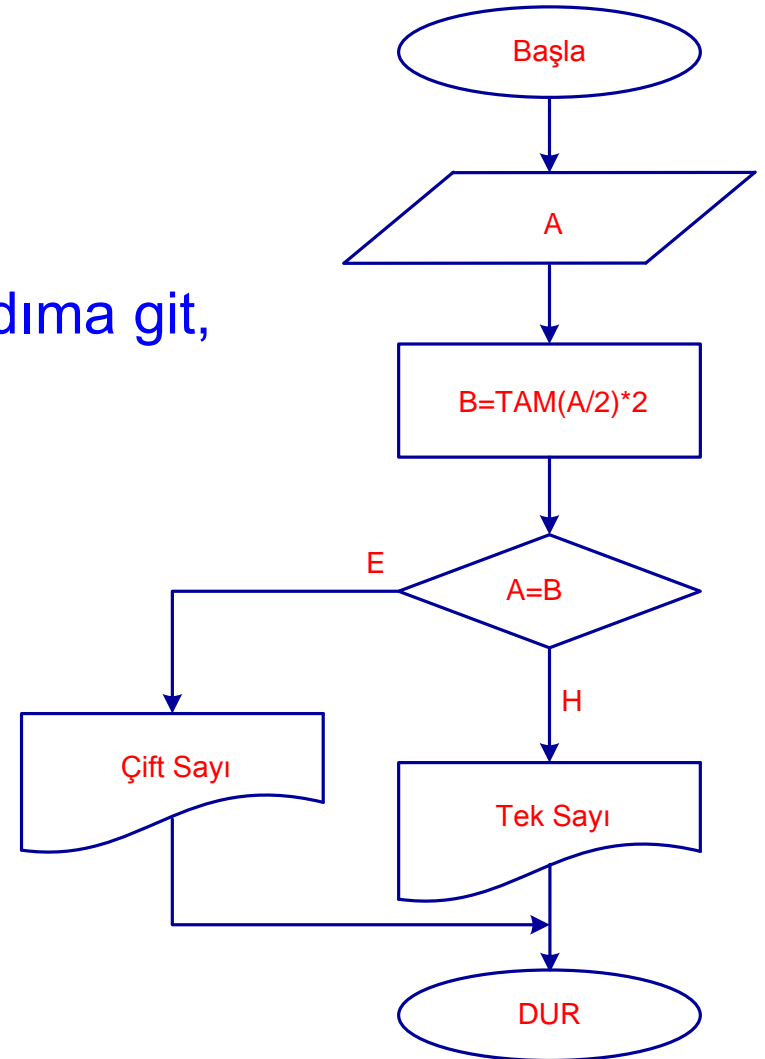 Başla
A
dıma git,
B=TAM(A/2)*2
E
A=B
H
Çift Sayı
Tek Sayı
DUR